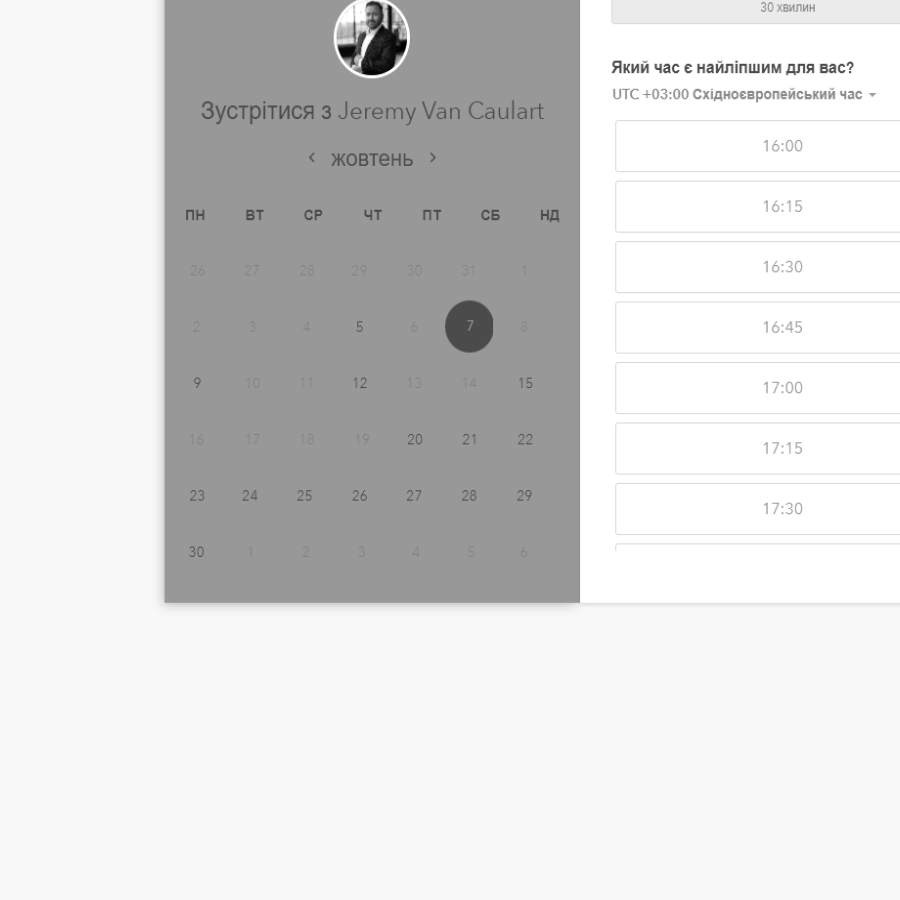 Зустрітися з Jeremy Van Caulart
‹ жовтень ›
ПН ВТ СР ЧТ ПТ СБ НД
26 27 28 29 30 31 1
2 3 4 5 6 7 8
9 10 11 12 13 14 15
16 17 18 19 20 21 22
23 24 25 26 27 28 29
30 1 2 3 4 5 6
30 хвилин
Який час є найліпшим для вас?
UTC +03:00 Східноєвропейський час
16:00
16:15
16:30
16:45
17:00
17:15
17:30